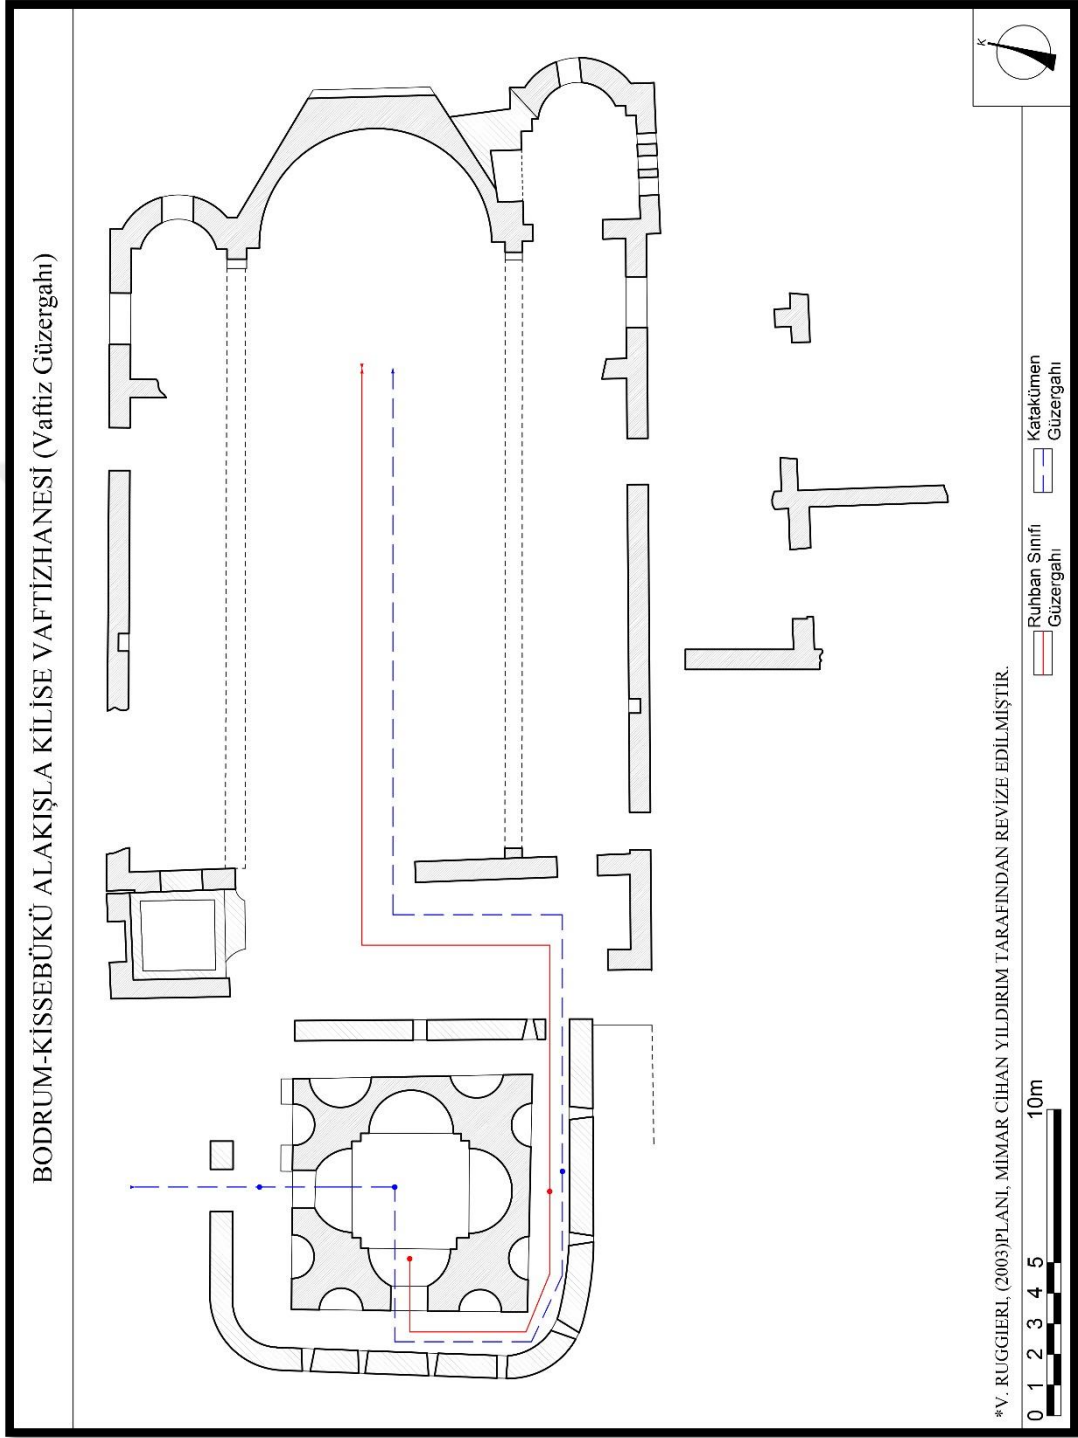 BODRUM-KİSSEBÜKÜ ALAKIŞLA KİLİSE VAFTİZHANESİ (Vaftiz Güzergahı)
K
*V. RUGGIERI, (2003)PLANI, MİMAR CİHAN YILDIRIM TARAFINDAN REVİZE EDİLMİŞTİR.
0 1 2 3 4 5 10m
Ruhban Sınıfı
Güzergahı
Katakümen
Güzergahı